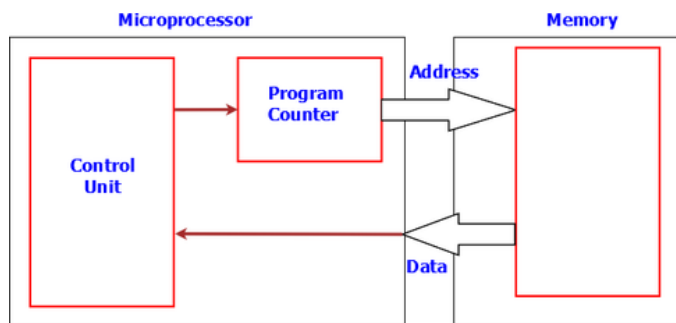 Microprocessor
Memory
Address
Program
Counter
Control
Unit
Data